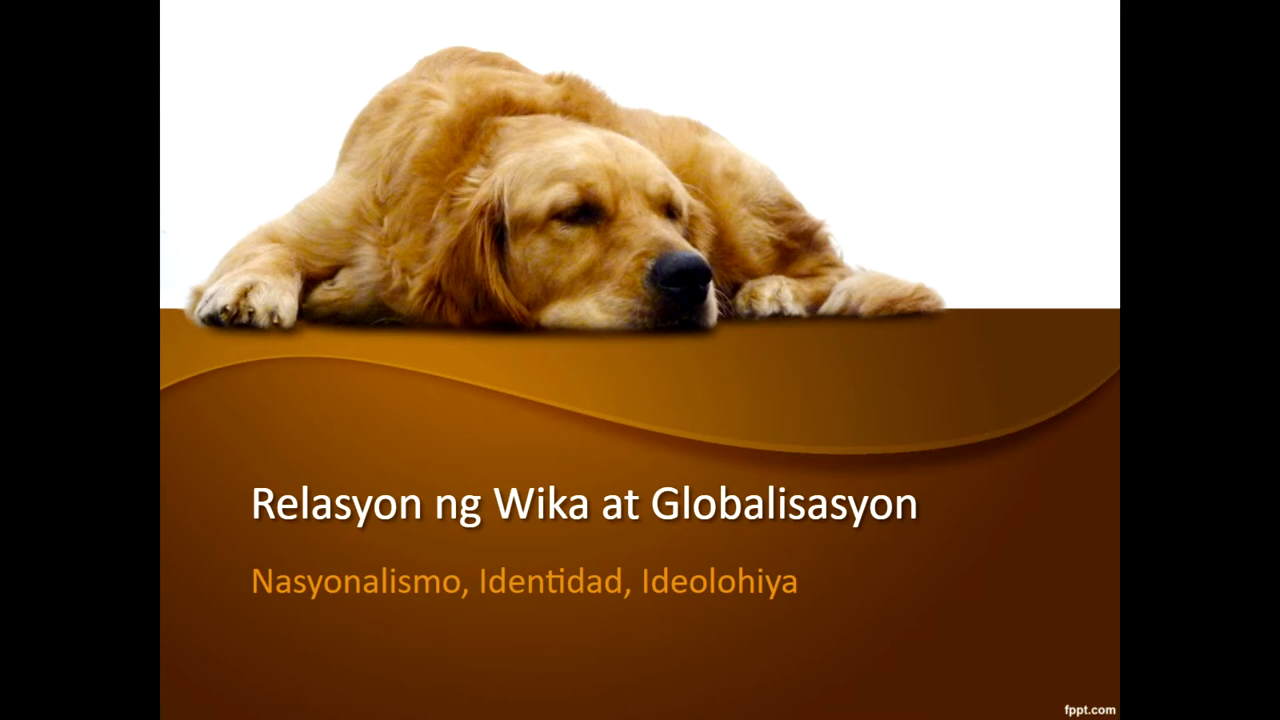 Relasyon ng Wika at Globalisasyon
Nasyonalismo, Identidad, Ideolohiya
fppt.com